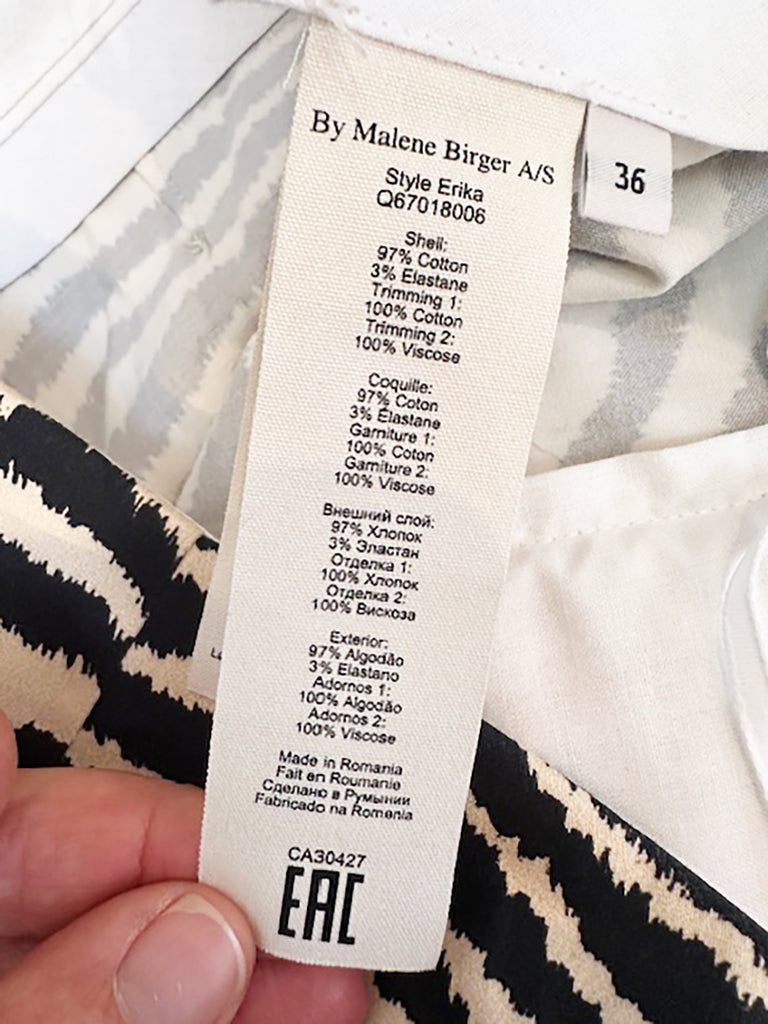 By Malene Birger A/S
Style Erika
Q67018006
Shell:
97% Cotton
3% Elastane
Trimming 1:
100% Cotton
Trimming 2:
100% Viscose
Coquille:
97% Coton
3% Élastane
Garniture 1:
100% Coton
Garniture 2:
100% Viscose
Внешний слой:
97% Хлопок
3% Эластан
Отделка 1:
100% Хлопок
Отделка 2:
100% Вискоза
Exterior:
97% Algodão
3% Elastano
Adornos 1:
100% Algodão
Adornos 2:
100% Viscose
Made in Romania
Fait en Roumanie
Сделано в Румынии
Fabricado na Romenia
CA30427
EAC
36